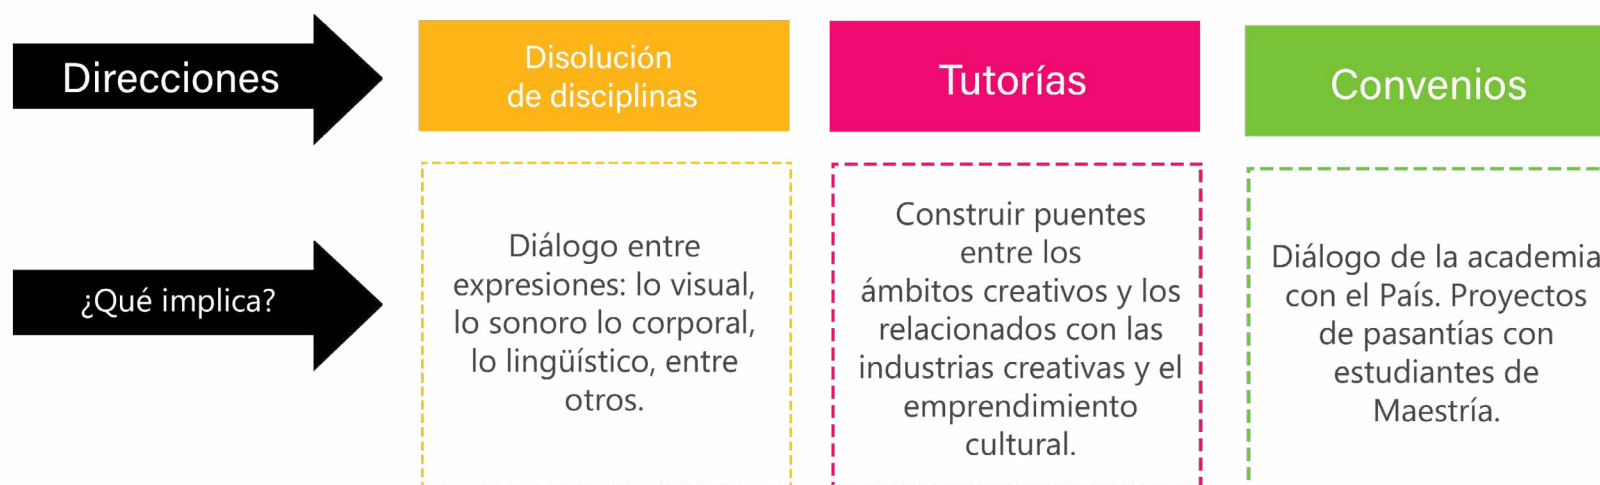 Direcciones
Disolución
de disciplinas
Tutorías
Convenios
¿Qué implica?
Diálogo entre
expresiones: lo visual,
lo sonoro lo corporal,
lo lingüístico, entre
otros.
Construir puentes
entre los
ámbitos creativos y los
relacionados con las
industrias creativas y el
emprendimiento
cultural.
Diálogo de la academia
con el País. Proyectos
de pasantías con
estudiantes de
Maestría.